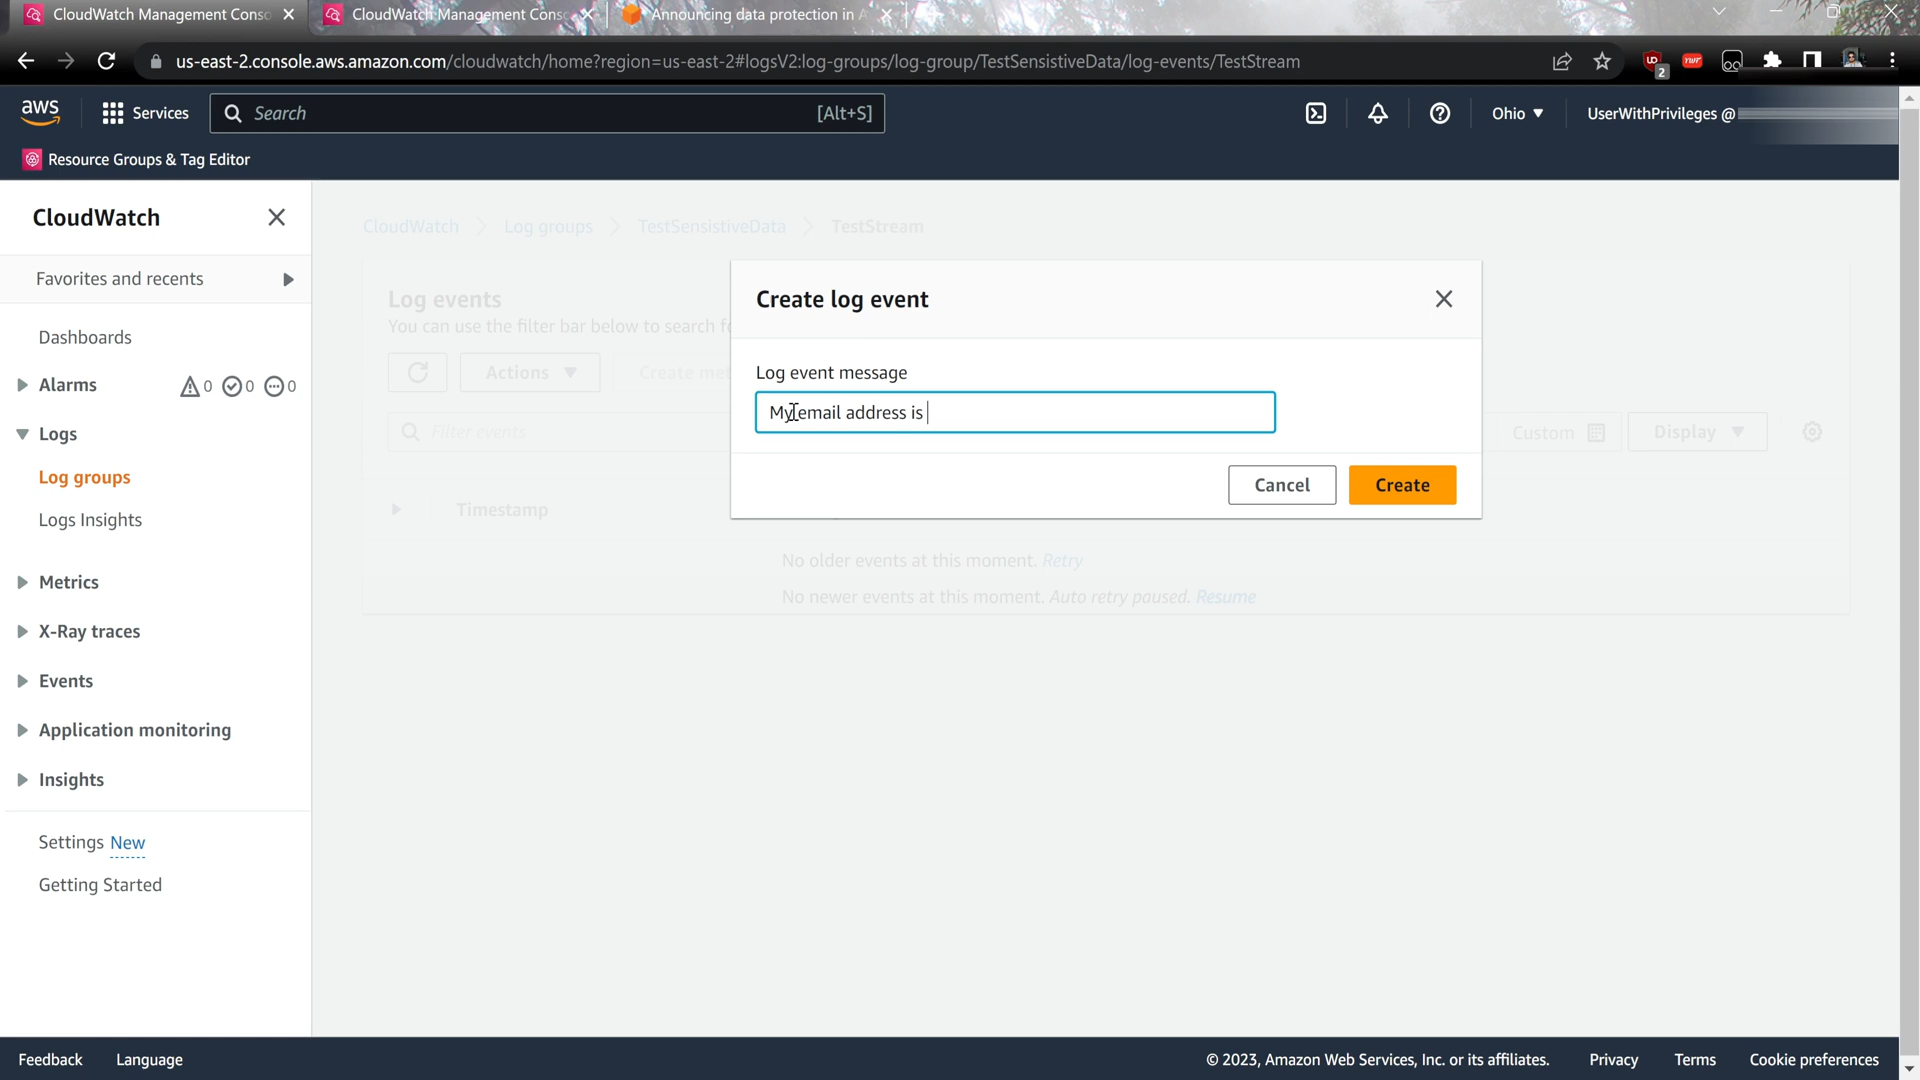 CloudWatch Management Conso
CloudWatch Management Conso
Announcing data protection in A
us-east-2.console.aws.amazon.com/cloudwatch/home?region=us-east-2#logsV2:log-groups/log-group/TestSensistiveData/log-events/TestStream
2
aws
Services
Search
[Alt+S]
Ohio
UserWithPrivileges @
Resource Groups & Tag Editor
CloudWatch
Favorites and recents
Dashboards
Alarms
0
0
0
Logs
Log groups
Logs Insights
Metrics
X-Ray traces
Events
Application monitoring
Insights
Settings New
Getting Started
CloudWatch
Log groups
TestSensistiveData
TestStream
Log events
You can use the filter bar below to search
Actions
Create
Filter events
Custom
Display
Timestamp
No older events at this moment. Retry
No newer events at this moment. Auto retry paused. Resume
Create log event
Log event message
My email address is
Cancel
Create
Feedback
Language
© 2023, Amazon Web Services, Inc. or its affiliates.
Privacy
Terms
Cookie preferences